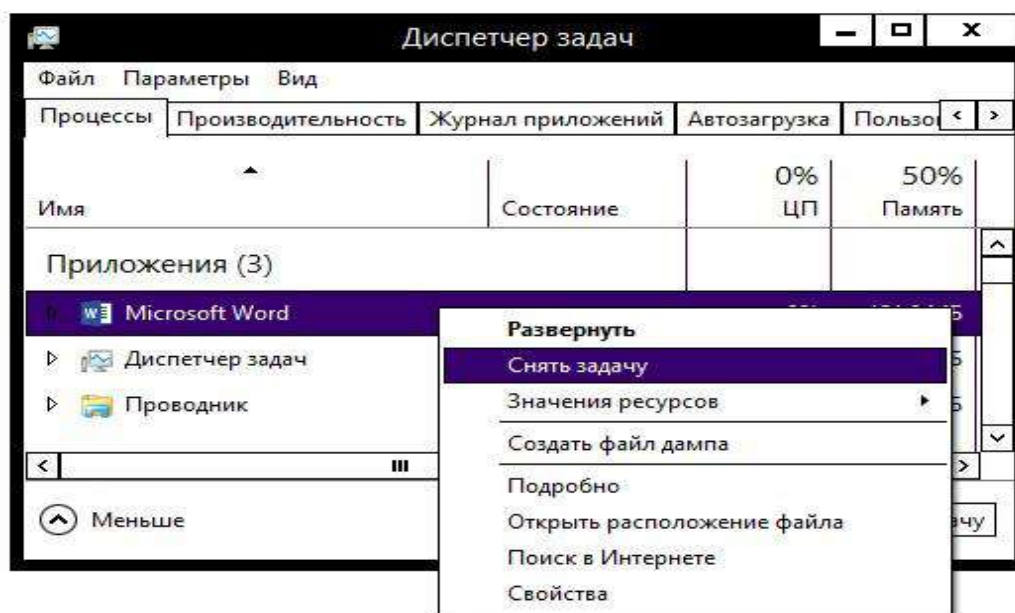 Диспетчер задач
Файл Параметры Вид
Процессы Производительность Журнал приложений Автозагрузка
0% 50%
Имя Состояние ЦП Память
Приложения (3)
Microsoft Word
Диспетчер задач
Проводник
Меньше
Развернуть
Снять задачу
Значения ресурсов
Создать файл дампа
Подробно
Открыть расположение файла
Поиск в Интернете
Свойства